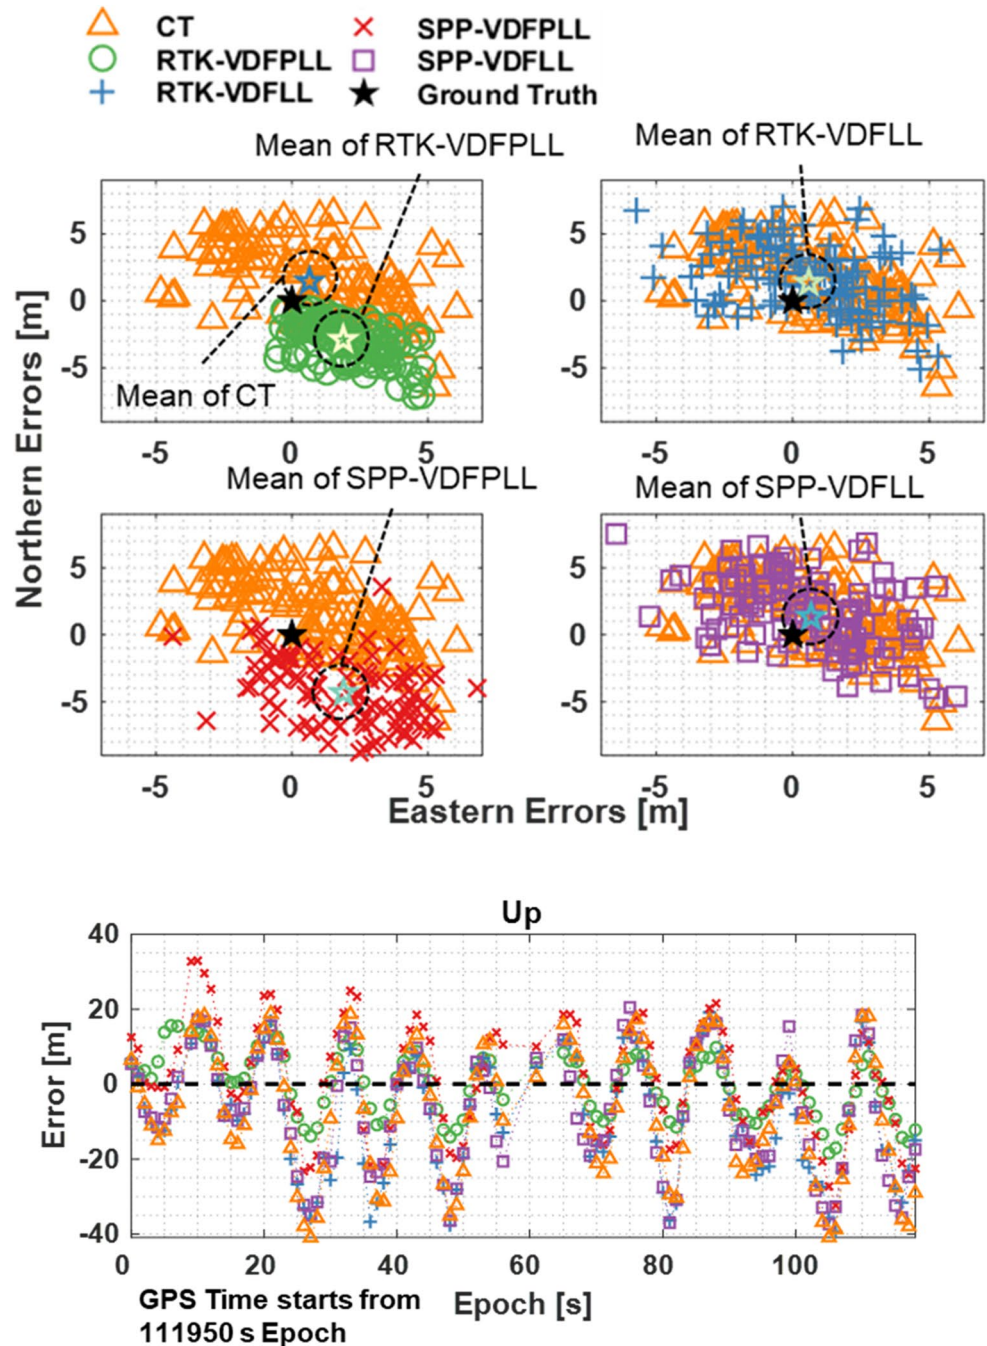 CT
SPP-VDFPLL
RTK-VDFPLL
SPP-VDFLL
RTK-VDFLL
Ground Truth
Mean of RTK-VDFPLL
Mean of RTK-VDFLL
5
0
-5
5
0
-5
Mean of CT
-5 0 5
-5 0 5
Mean of SPP-VDFPLL
Mean of SPP-VDFLL
Northern Errors [m]
5
0
-5
5
0
-5
-5 0 5
-5 0 5
Eastern Errors [m]
Up
Error [m]
40
20
0
-20
-40
0 20 40 60 80 100
GPS Time starts from
111950 s Epoch
Epoch [s]